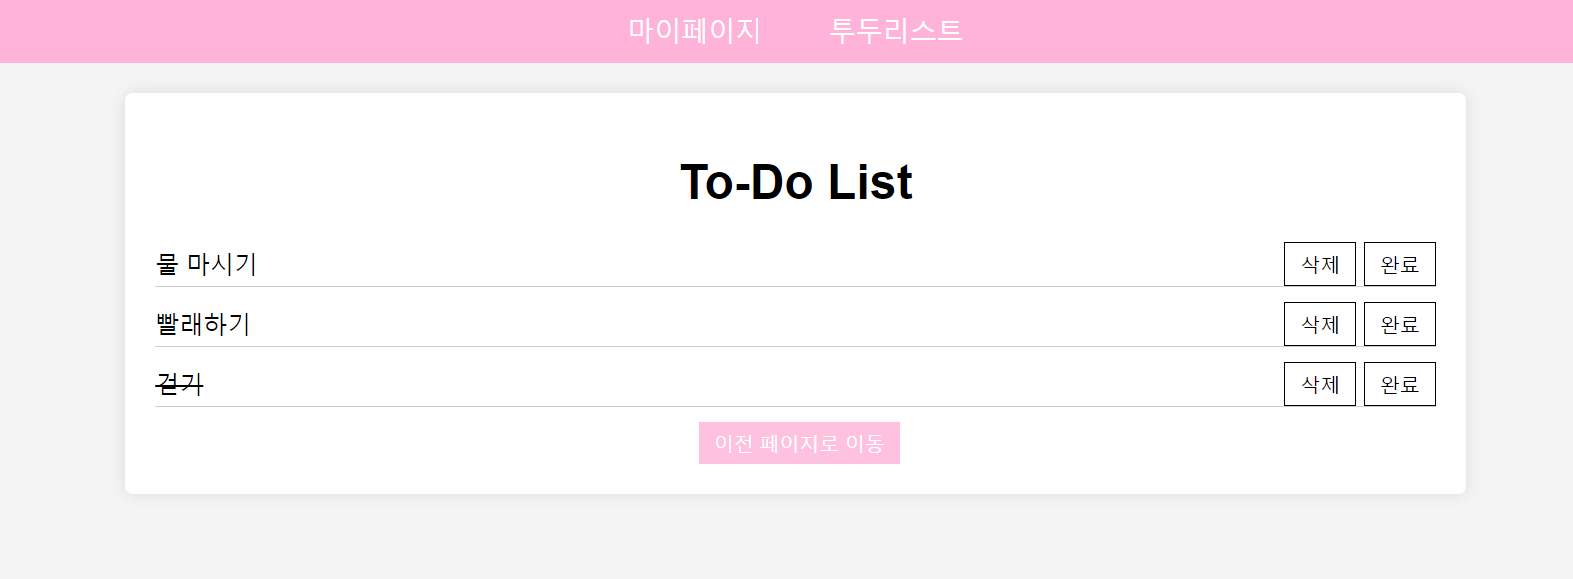 마이페이지 투두리스트
To-Do List
물 마시기 삭제 완료
빨래하기 삭제 완료
걷기 삭제 완료
이전 페이지로 이동